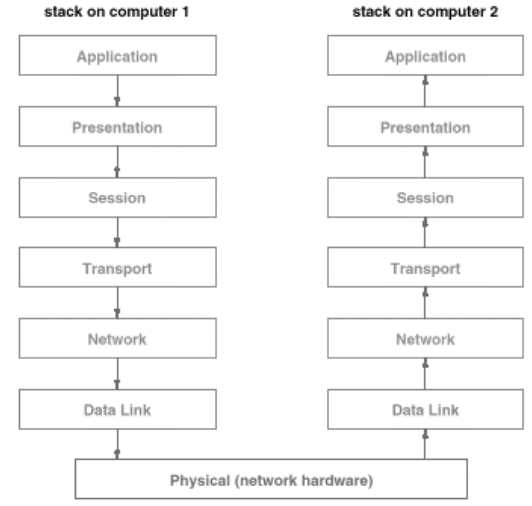 stack on computer 1
stack on computer 2
Application
Application
Presentation
Presentation
Session
Session
Transport
Transport
Network
Network
Data Link
Data Link
Physical (network hardware)